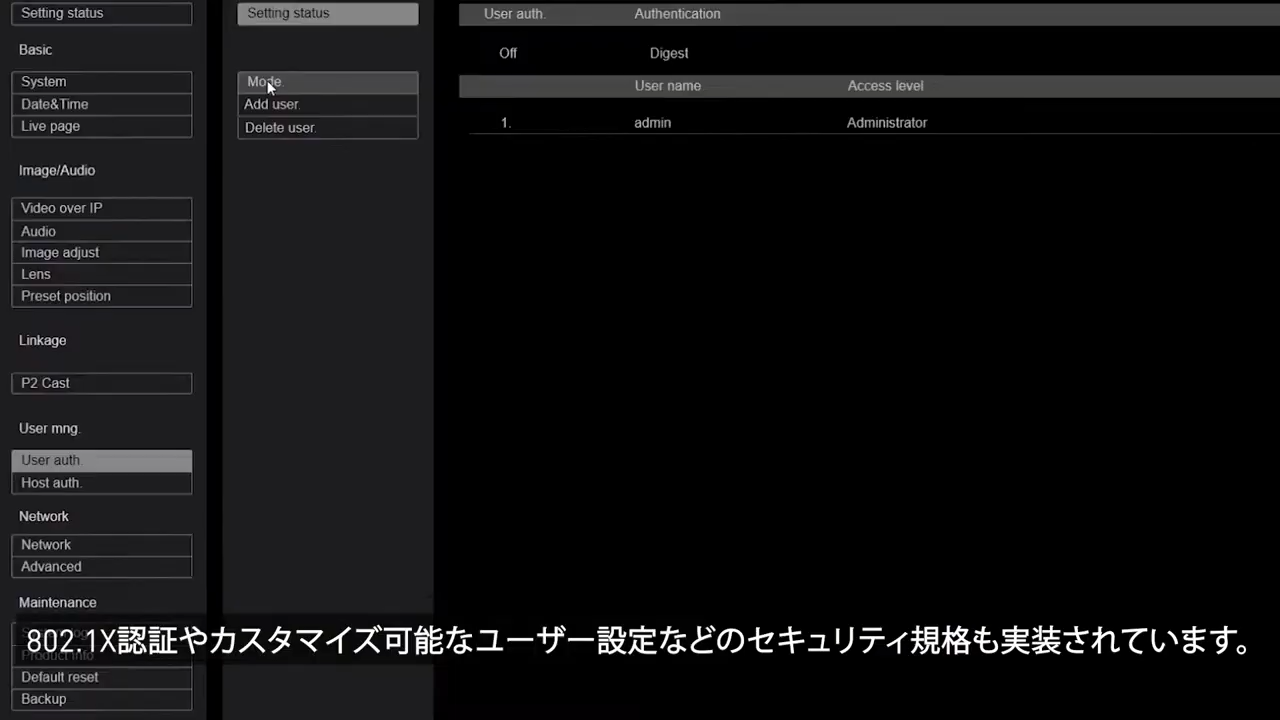 Setting status
Basic
System
Date&Time
Live page
Image/Audio
Video over IP
Audio
Image adjust
Lens
Preset position
Linkage
P2 Cast
User mng.
User auth.
Host auth.
Network
Network
Advanced
Maintenance
Product info.
Default reset
Backup
Setting status
Mode.
Add user.
Delete user.
User auth. Authentication
Off Digest
User name Access level
1. admin Administrator
802.1X認証やカスタマイズ可能なユーザー設定などのセキュリティ規格も実装されています。